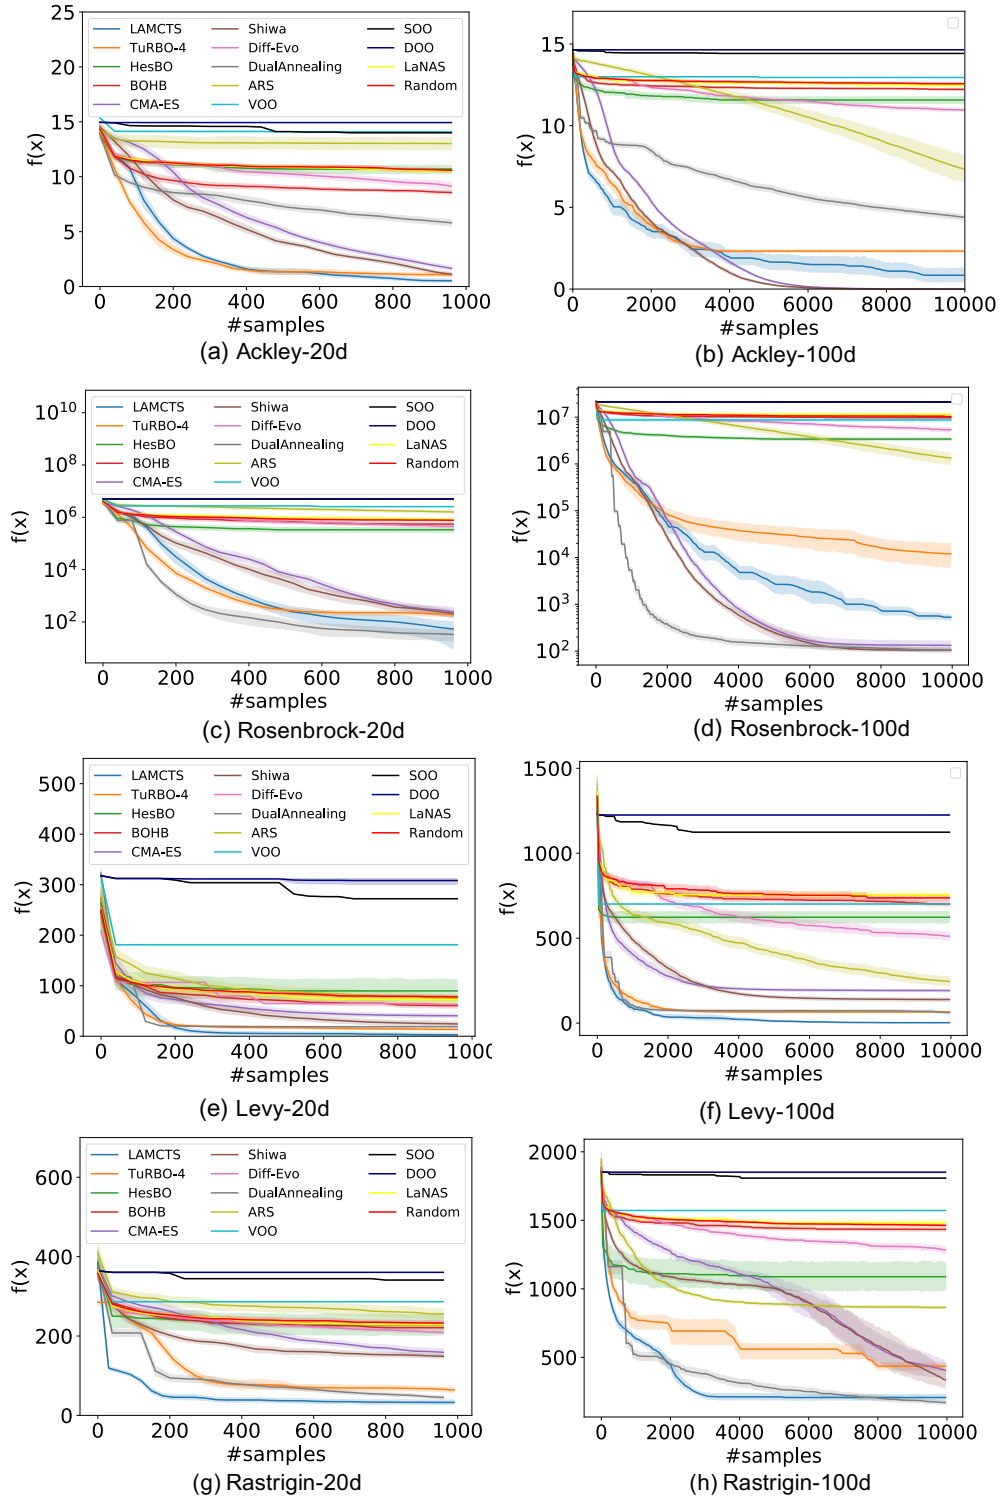 25
20
15
10
5
0
f(x)
LAMCTS
TuRBO-4
HesBO
BOHB
CMA-ES
Shiwa
Diff-Evo
DualAnnealing
ARS
VOO
SOO
DOO
LaNAS
Random
0 200 400 600 800 1000
#samples
(a) Ackley-20d
15
10
5
0
f(x)
0 2000 4000 6000 8000 10000
#samples
(b) Ackley-100d
10^10
10^8
10^6
10^4
10^2
f(x)
LAMCTS
TuRBO-4
HesBO
BOHB
CMA-ES
Shiwa
Diff-Evo
DualAnnealing
ARS
VOO
SOO
DOO
LaNAS
Random
0 200 400 600 800 1000
#samples
(c) Rosenbrock-20d
10^7
10^6
10^5
10^4
10^3
10^2
f(x)
0 2000 4000 6000 8000 10000
#samples
(d) Rosenbrock-100d
500
400
300
200
100
0
f(x)
LAMCTS
TuRBO-4
HesBO
BOHB
CMA-ES
Shiwa
Diff-Evo
DualAnnealing
ARS
VOO
SOO
DOO
LaNAS
Random
0 200 400 600 800 1000
#samples
(e) Levy-20d
1500
1000
500
0
f(x)
0 2000 4000 6000 8000 10000
#samples
(f) Levy-100d
600
400
200
0
f(x)
LAMCTS
TuRBO-4
HesBO
BOHB
CMA-ES
Shiwa
Diff-Evo
DualAnnealing
ARS
VOO
SOO
DOO
LaNAS
Random
0 200 400 600 800 1000
#samples
(g) Rastrigin-20d
2000
1500
1000
500
f(x)
0 2000 4000 6000 8000 10000
#samples
(h) Rastrigin-100d